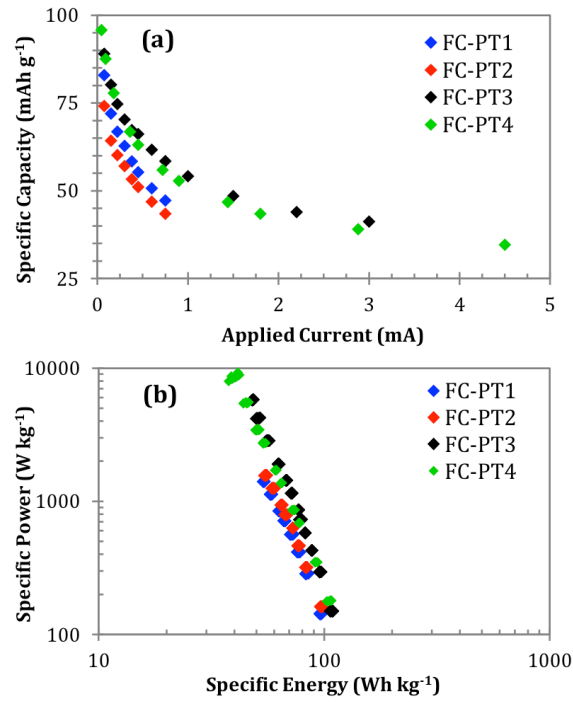 (a)
FC-PT1
FC-PT2
FC-PT3
FC-PT4
Specific Capacity (mAh g-1)
100
75
50
25
0 1 2 3 4 5
Applied Current (mA)
(b)
FC-PT1
FC-PT2
FC-PT3
FC-PT4
Specific Power (W kg-1)
10000
1000
100
10 100 1000
Specific Energy (Wh kg-1)